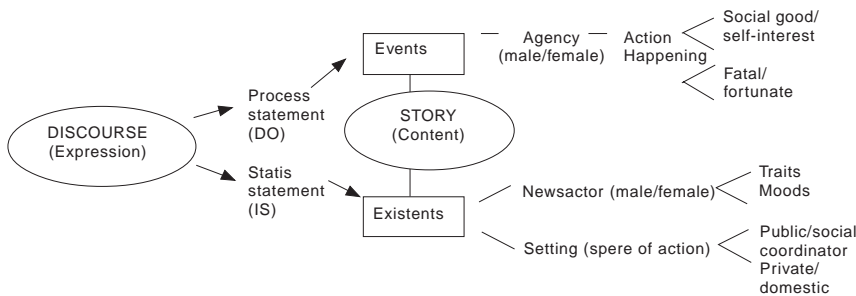 DISCOURSE
(Expression)
Process
statement
(DO)
Statis
statement
(IS)
Events
STORY
(Content)
Existents
Agency
(male/female)
Action
Happening
Social good/
self-interest
Fatal/
fortunate
Newsactor (male/female)
Traits
Moods
Setting (spere of action)
Public/social
coordinator
Private/
domestic